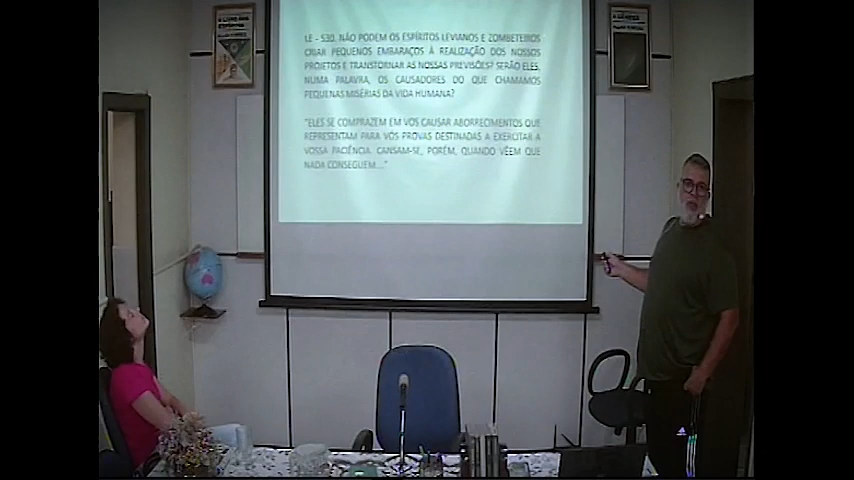 LE - 530. NÃO PODEM OS ESPÍRITOS LEVIANOS E ZOMBETEIROS
CRIAR PEQUENOS EMBARAÇOS À REALIZAÇÃO DOS NOSSOS
PROJETOS E TRANSTORNAR AS NOSSAS PREVISÕES? SERÃO ELES,
NUMA PALAVRA, OS CAUSADORES DO QUE CHAMAMOS
PEQUENAS MISÉRIAS DA VIDA HUMANA?
"ELES SE COMPRAZEM EM VOS CAUSAR ABORRECIMENTOS QUE
REPRESENTAM PARA VÓS PROVAS DESTINADAS A EXERCITAR A
VOSSA PACIÊNCIA. CANSAM-SE, PORÉM, QUANDO VÊEM QUE
NADA CONSEGUEM..."